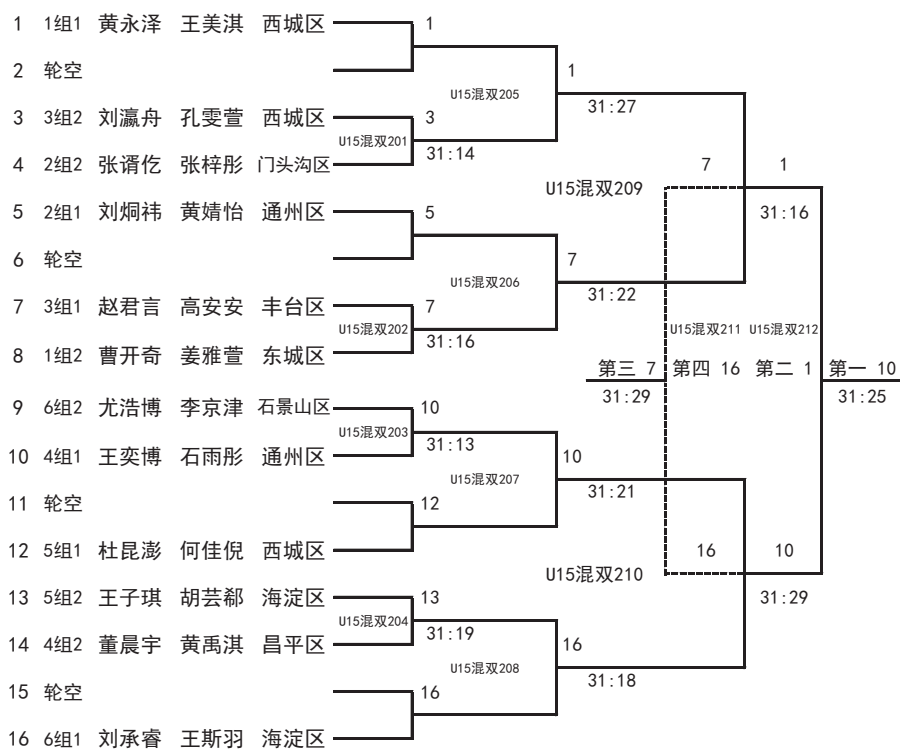 1 1组1 黄永泽 王美淇 西城区
1
2 轮空
U15混双205
1
31:27
3 3组2 刘瀛舟 孔雯萱 西城区
3
U15混双201
31:14
4 2组2 张谞仡 张梓彤 门头沟区
7
1
U15混双209
31:16
5 2组1 刘炯祎 黄婧怡 通州区
5
6 轮空
7
U15混双206
31:22
7 3组1 赵君言 高安安 丰台区
7
U15混双202
31:16
U15混双211 U15混双212
8 1组2 曹开奇 姜雅萱 东城区
第三 7 第四 16 第二 1 第一 10
31:29
31:25
9 6组2 尤浩博 李京津 石景山区
10
U15混双203
31:13
10 4组1 王奕博 石雨彤 通州区
10
U15混双207
31:21
11 轮空
12
12 5组1 杜昆澎 何佳倪 西城区
16
10
U15混双210
31:29
13 5组2 王子琪 胡芸郗 海淀区
13
U15混双204
31:19
14 4组2 董晨宇 黄禹淇 昌平区
16
U15混双208
31:18
15 轮空
16
16 6组1 刘承睿 王斯羽 海淀区